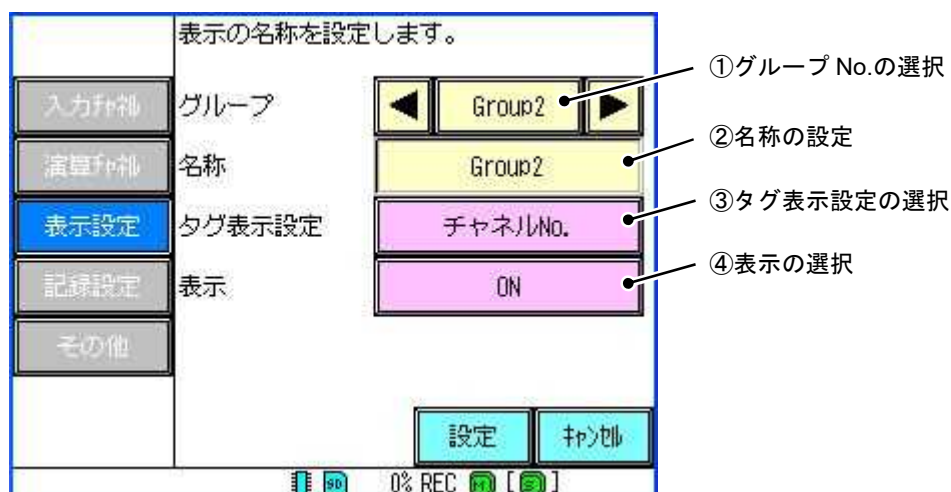 表示の名称を設定します。
入力ﾁｬﾈﾙ
グループ
◀ Group2 ▶
①グループ No.の選択
演算ﾁｬﾈﾙ
名称
Group2
②名称の設定
表示設定
タグ表示設定
チャネルNo.
③タグ表示設定の選択
記録設定
表示
ON
④表示の選択
その他
設定
ｷｬﾝｾﾙ
SD 0% REC [M] [S]